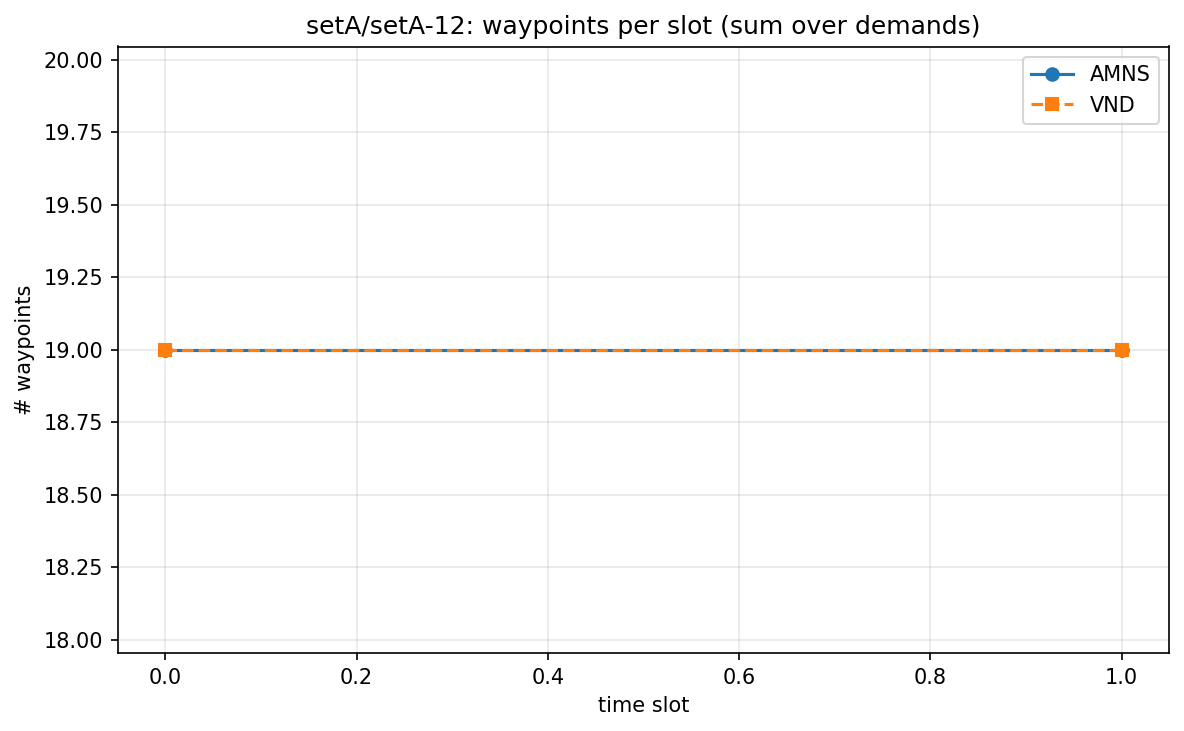 setA/setA-12: waypoints per slot (sum over demands)
AMNS
VND
# waypoints
20.00
19.75
19.50
19.25
19.00
18.75
18.50
18.25
18.00
0.0 0.2 0.4 0.6 0.8 1.0
time slot